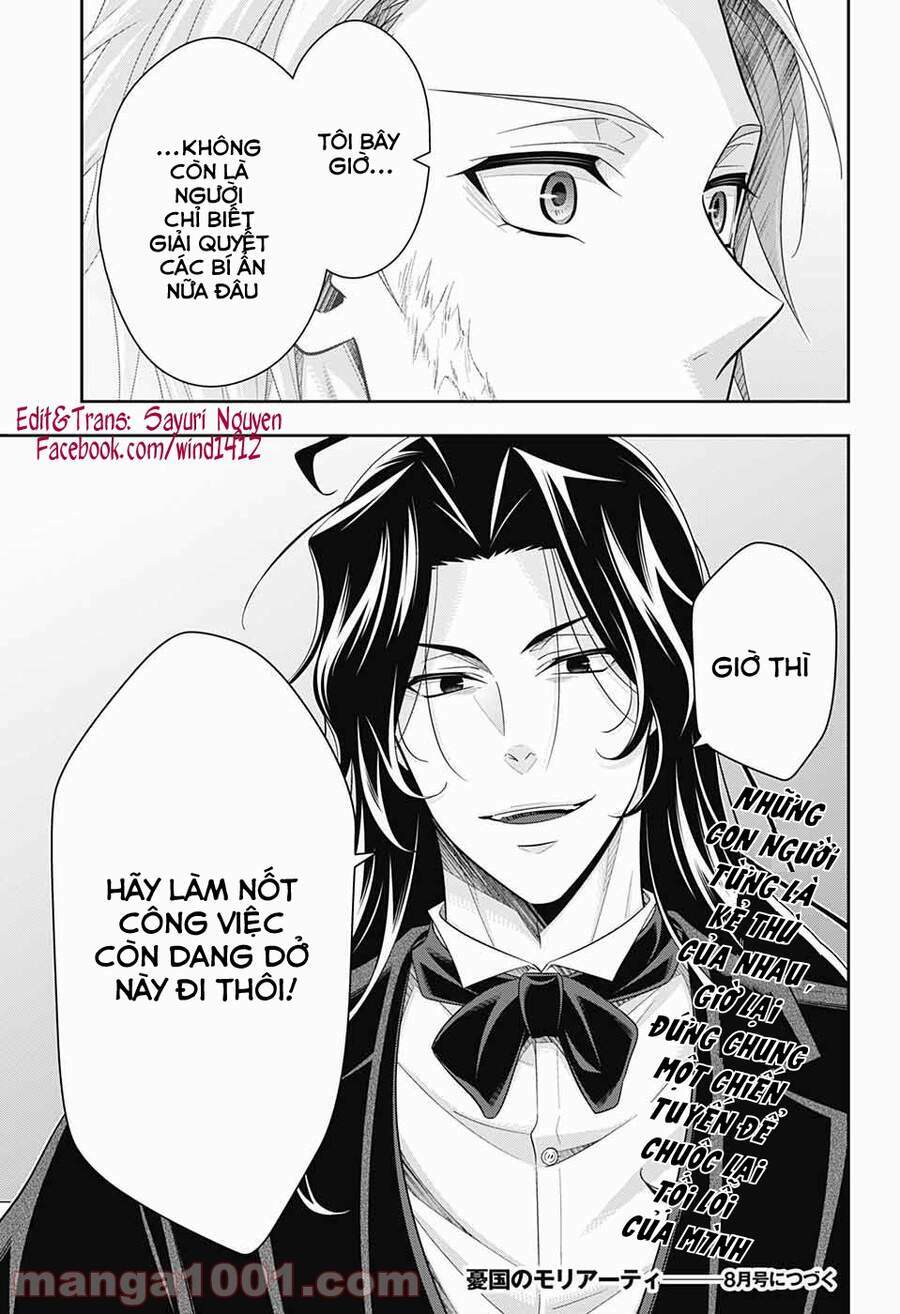 TÔI BÂY
GIỜ...
...KHÔNG
CÒN LÀ
NGƯỜI
CHỈ BIẾT
GIẢI QUYẾT
CÁC BÍ ẨN
NỮA ĐÂU
Edit&Trans: Sayuri Nguyen
Facebook.com/wind1412
GIỜ THÌ
HÃY LÀM NỐT
CÔNG VIỆC
CÒN DANG DỞ
NÀY ĐI THÔI!
NHỮNG
CON NGƯỜI
TỪNG LÀ
KẺ THÙ
CỦA NHAU,
GIỜ LẠI
ĐỨNG CHUNG
MỘT CHIẾN
TUYẾN ĐỂ
CHUỘC LẠI
TỘI LỖI
CỦA MÌNH
憂国のモリアーティ――8月号につづく
manga1001.com